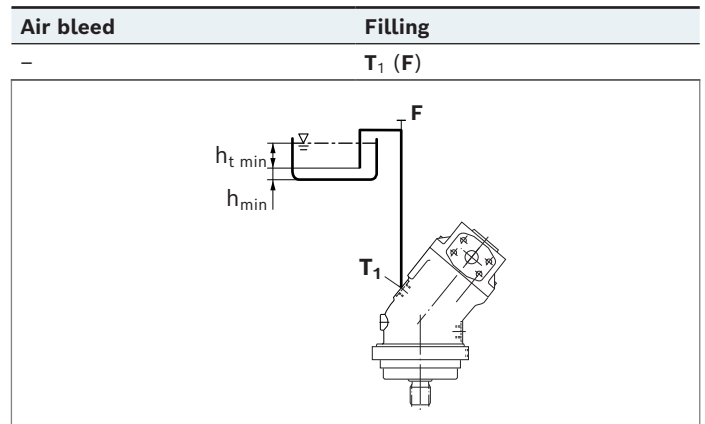 Air bleed Filling
– T₁ (F)
F
hₜ ₘᵢₙ
hₘᵢₙ
T₁